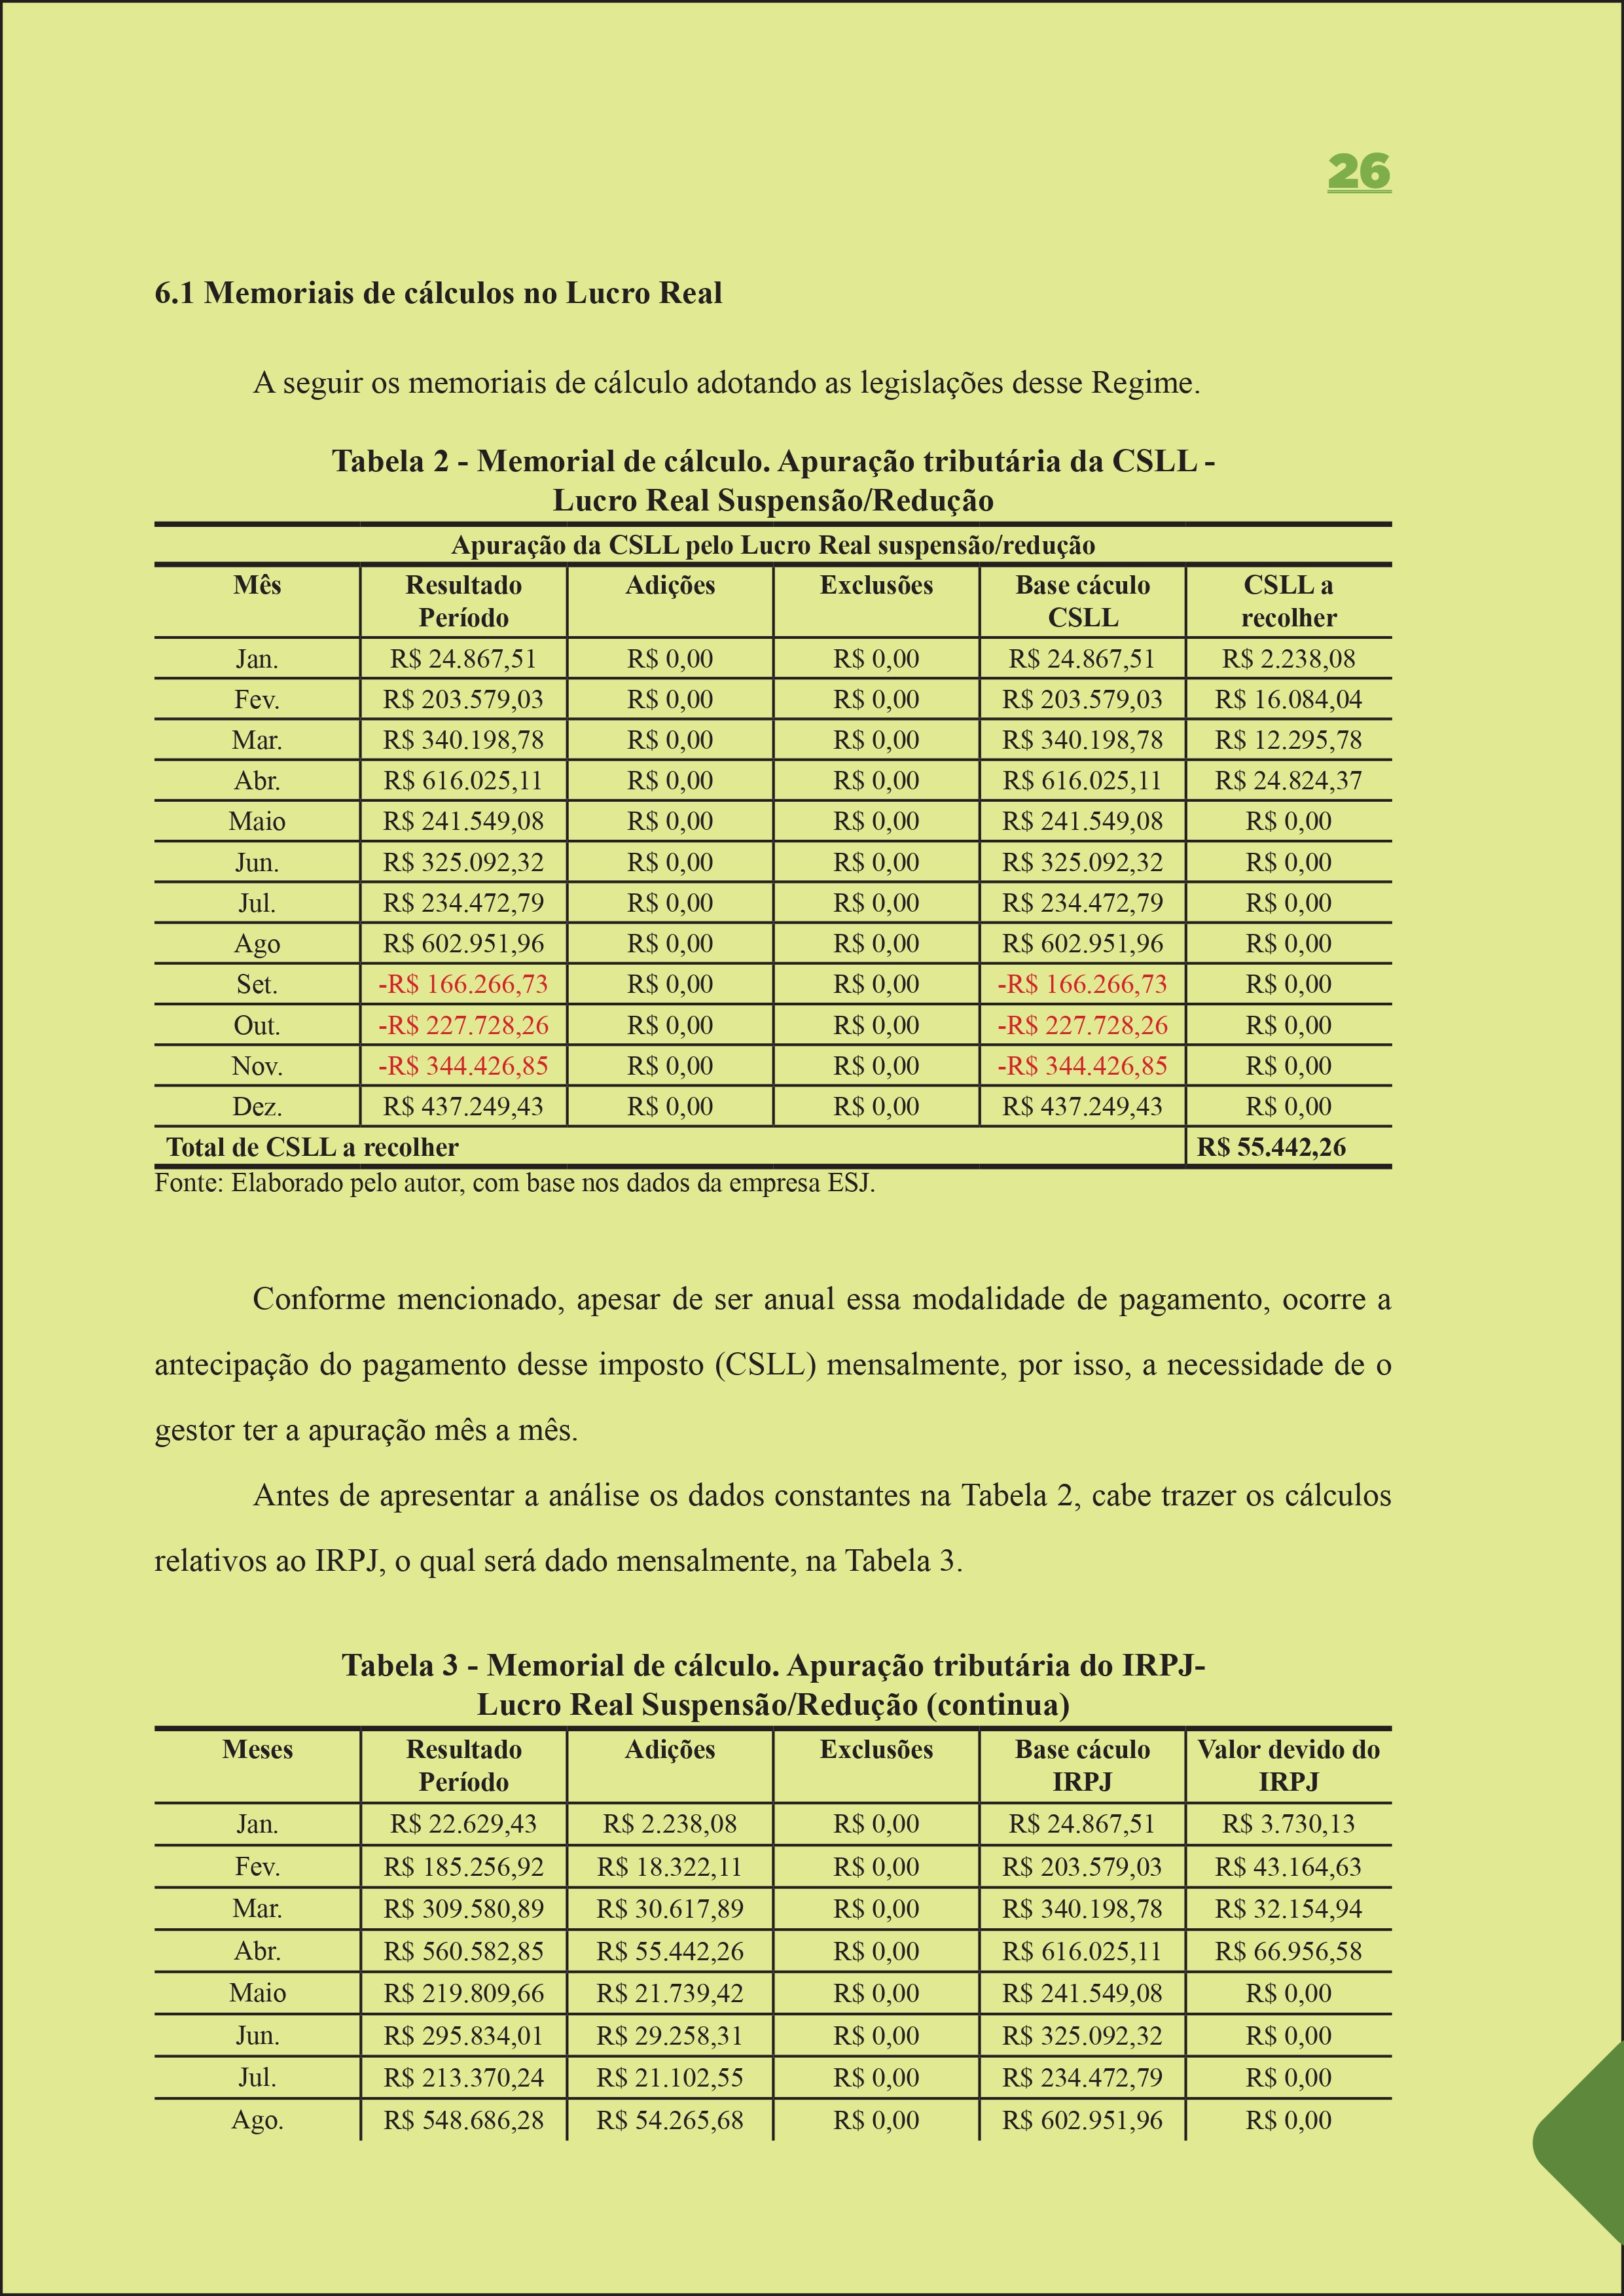 26
6.1 Memoriais de cálculos no Lucro Real
A seguir os memoriais de cálculo adotando as legislações desse Regime.
Tabela 2 - Memorial de cálculo. Apuração tributária da CSLL -
Lucro Real Suspensão/Redução
Apuração da CSLL pelo Lucro Real suspensão/redução
Mês Resultado Período Adições Exclusões Base cáculo CSLL CSLL a recolher
Jan. R$ 24.867,51 R$ 0,00 R$ 0,00 R$ 24.867,51 R$ 2.238,08
Fev. R$ 203.579,03 R$ 0,00 R$ 0,00 R$ 203.579,03 R$ 16.084,04
Mar. R$ 340.198,78 R$ 0,00 R$ 0,00 R$ 340.198,78 R$ 12.295,78
Abr. R$ 616.025,11 R$ 0,00 R$ 0,00 R$ 616.025,11 R$ 24.824,37
Maio R$ 241.549,08 R$ 0,00 R$ 0,00 R$ 241.549,08 R$ 0,00
Jun. R$ 325.092,32 R$ 0,00 R$ 0,00 R$ 325.092,32 R$ 0,00
Jul. R$ 234.472,79 R$ 0,00 R$ 0,00 R$ 234.472,79 R$ 0,00
Ago R$ 602.951,96 R$ 0,00 R$ 0,00 R$ 602.951,96 R$ 0,00
Set. -R$ 166.266,73 R$ 0,00 R$ 0,00 -R$ 166.266,73 R$ 0,00
Out. -R$ 227.728,26 R$ 0,00 R$ 0,00 -R$ 227.728,26 R$ 0,00
Nov. -R$ 344.426,85 R$ 0,00 R$ 0,00 -R$ 344.426,85 R$ 0,00
Dez. R$ 437.249,43 R$ 0,00 R$ 0,00 R$ 437.249,43 R$ 0,00
Total de CSLL a recolher R$ 55.442,26
Fonte: Elaborado pelo autor, com base nos dados da empresa ESJ.
Conforme mencionado, apesar de ser anual essa modalidade de pagamento, ocorre a
antecipação do pagamento desse imposto (CSLL) mensalmente, por isso, a necessidade de o
gestor ter a apuração mês a mês.
Antes de apresentar a análise os dados constantes na Tabela 2, cabe trazer os cálculos
relativos ao IRPJ, o qual será dado mensalmente, na Tabela 3.
Tabela 3 - Memorial de cálculo. Apuração tributária do IRPJ-
Lucro Real Suspensão/Redução (continua)
Meses Resultado Período Adições Exclusões Base cáculo IRPJ Valor devido do IRPJ
Jan. R$ 22.629,43 R$ 2.238,08 R$ 0,00 R$ 24.867,51 R$ 3.730,13
Fev. R$ 185.256,92 R$ 18.322,11 R$ 0,00 R$ 203.579,03 R$ 43.164,63
Mar. R$ 309.580,89 R$ 30.617,89 R$ 0,00 R$ 340.198,78 R$ 32.154,94
Abr. R$ 560.582,85 R$ 55.442,26 R$ 0,00 R$ 616.025,11 R$ 66.956,58
Maio R$ 219.809,66 R$ 21.739,42 R$ 0,00 R$ 241.549,08 R$ 0,00
Jun. R$ 295.834,01 R$ 29.258,31 R$ 0,00 R$ 325.092,32 R$ 0,00
Jul. R$ 213.370,24 R$ 21.102,55 R$ 0,00 R$ 234.472,79 R$ 0,00
Ago. R$ 548.686,28 R$ 54.265,68 R$ 0,00 R$ 602.951,96 R$ 0,00